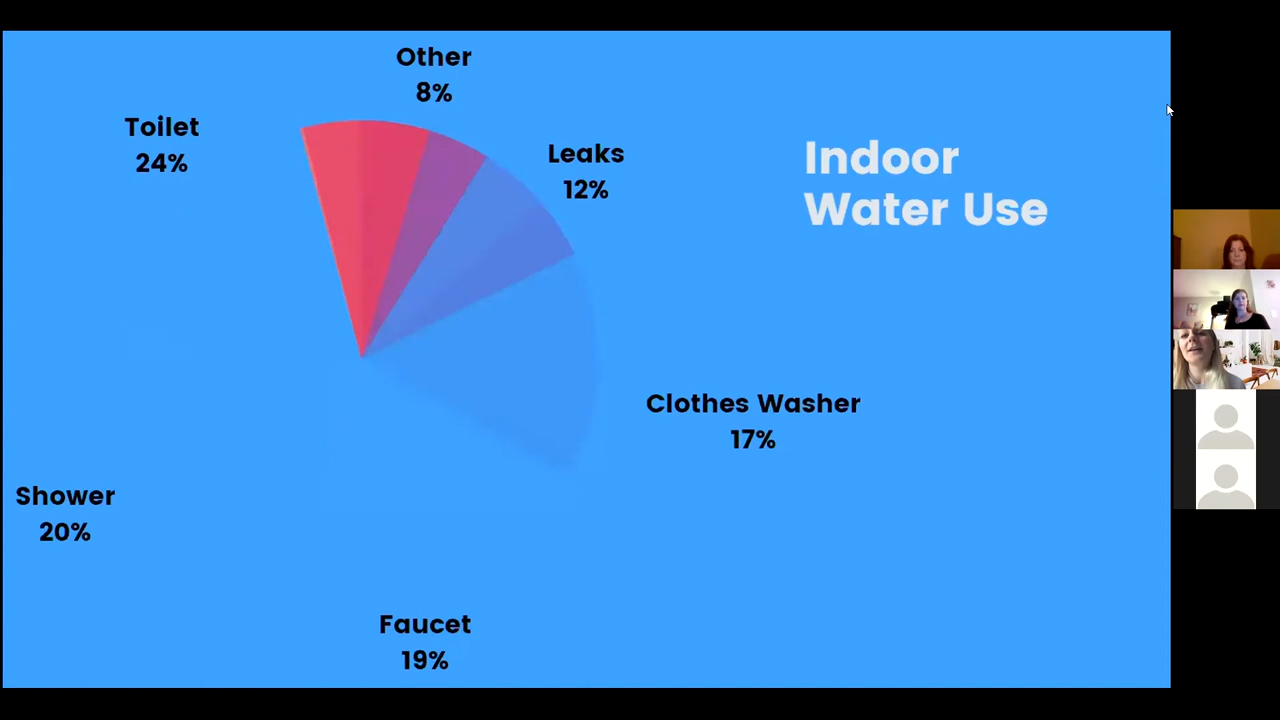 Other
8%
Toilet
24%
Leaks
12%
Indoor
Water Use
Clothes Washer
17%
Shower
20%
Faucet
19%